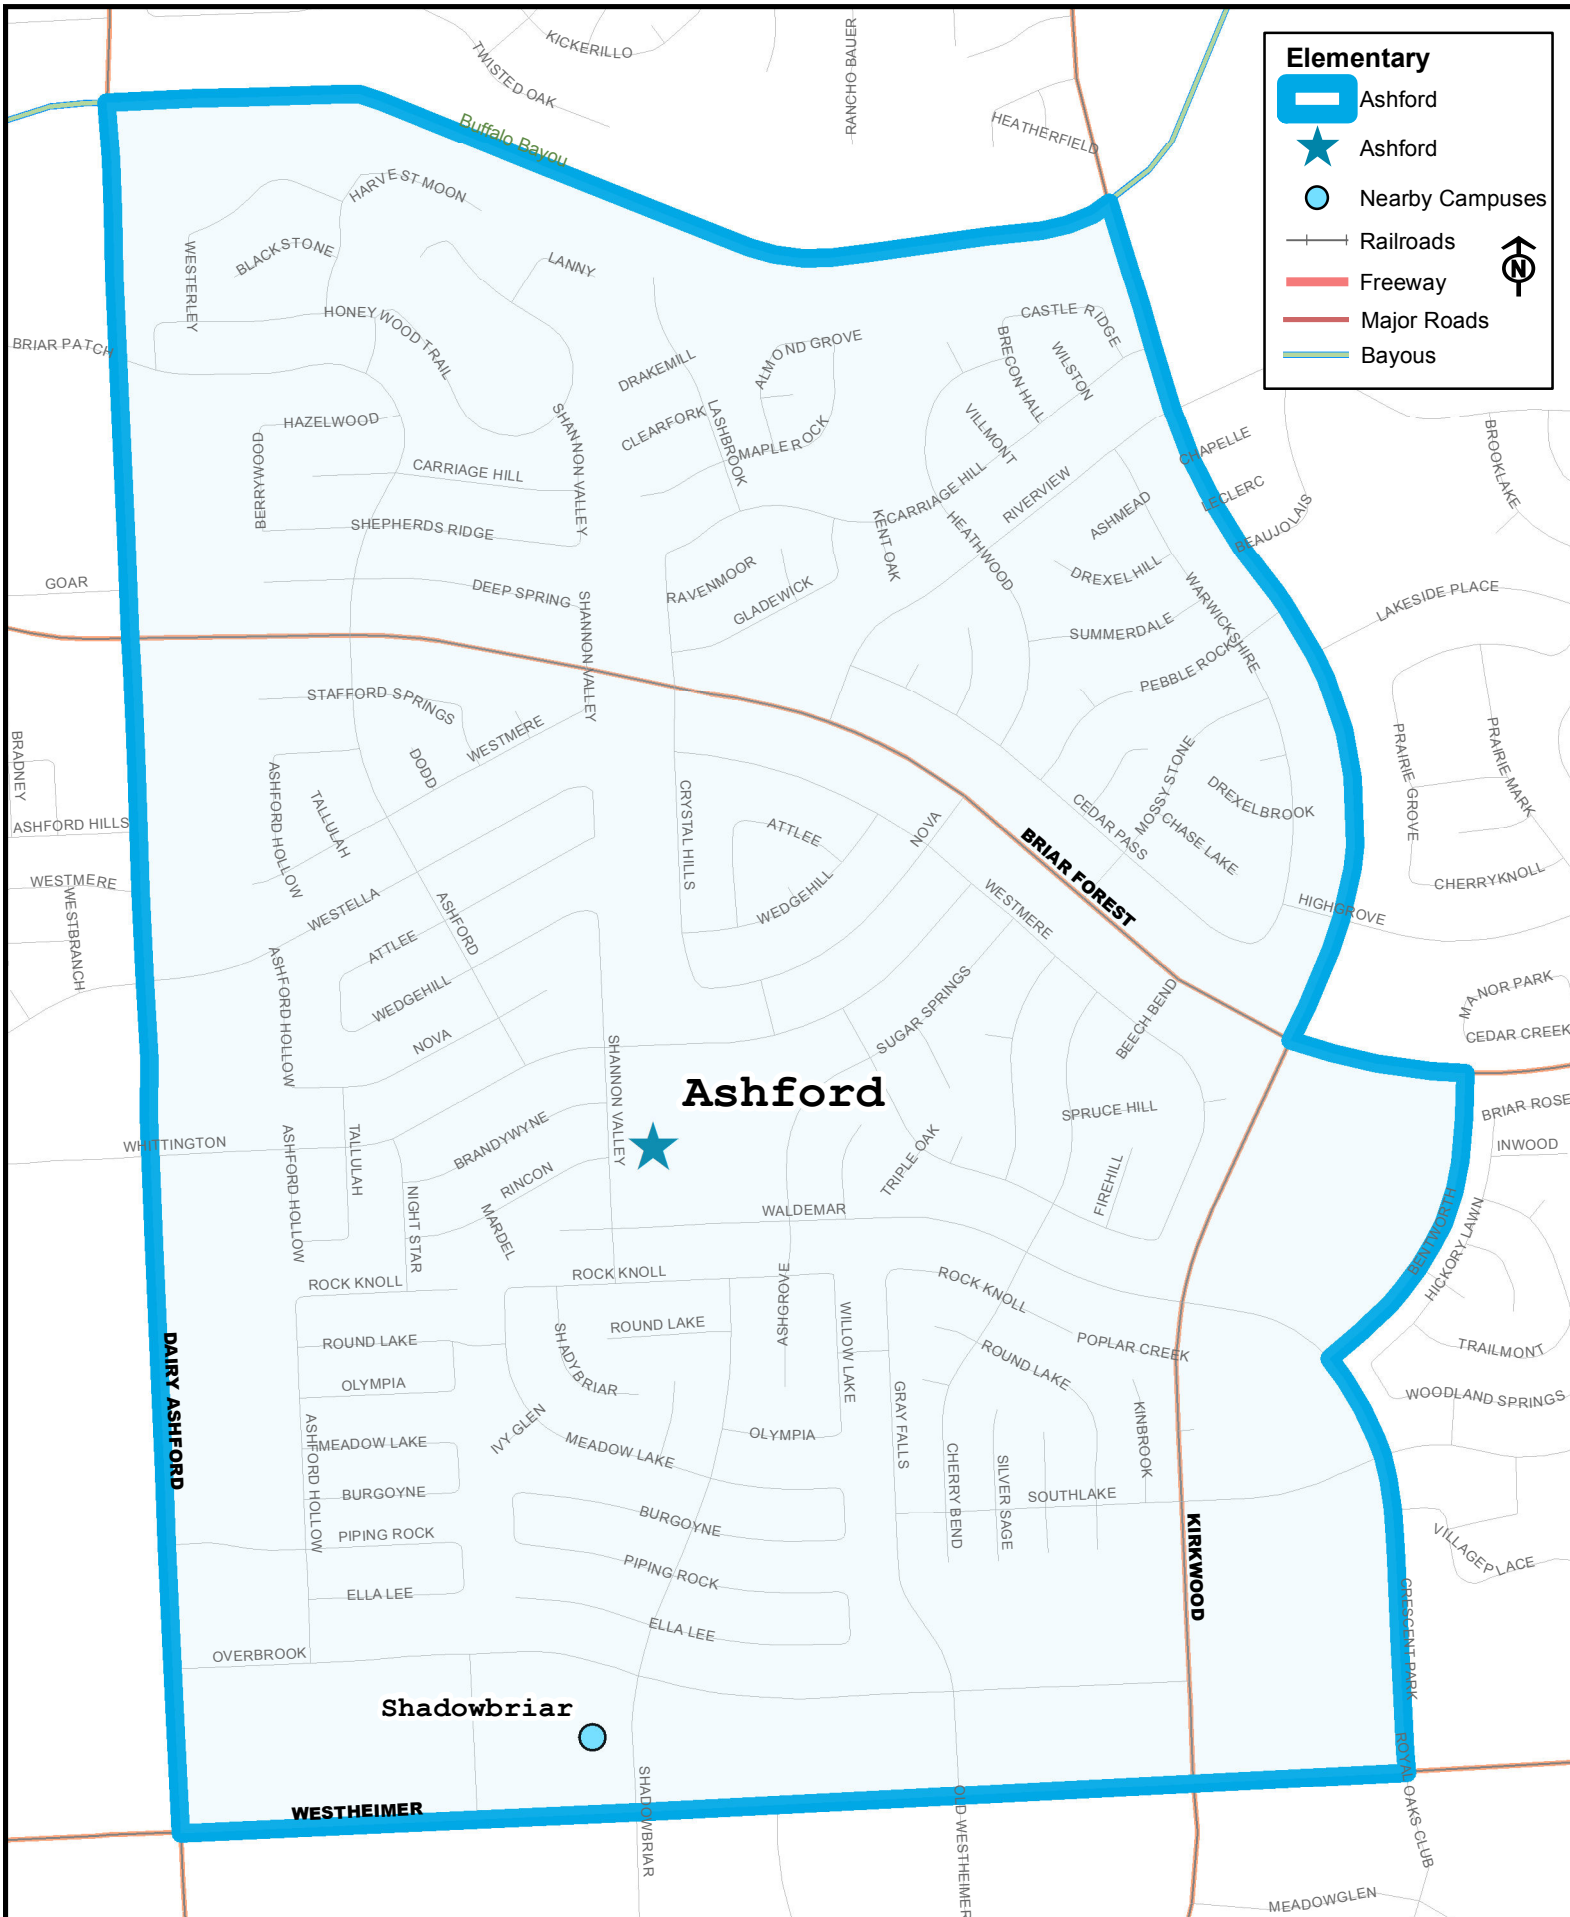 KICKERILLO
TWISTED OAK
RANCHO BAUER
HEATHERFIELD
Buffalo Bayou
Elementary
Ashford
Ashford
Nearby Campuses
Railroads
N
Freeway
Major Roads
Bayous
HARVEST MOON
BLACKSTONE
WESTERLEY
LANNY
HONEYWOOD TRAIL
BRIAR PATCH
CASTLE RIDGE
BRECON HALL
WILSTON
DRAKEMILL
ALMOND GROVE
CLEARFORK
LASHBROOK
MAPLE ROCK
VILLMONT
HAZELWOOD
BERRYWOOD
SHANNON VALLEY
CARRIAGE HILL
CARRIAGE HILL
RIVERVIEW
CHAPELLE
LECLERC
BEAUJOLAIS
BROOKLAKE
SHEPHERDS RIDGE
KENT OAK
HEATHWOOD
ASHMEAD
DREXEL HILL
WARWICKSHIRE
GOAR
DEEP SPRING
SHANNON VALLEY
RAVENMOOR
GLADEWICK
SUMMERDALE
PEBBLE ROCK
LAKESIDE PLACE
STAFFORD SPRINGS
WESTMERE
DODD
BRADNEY
ASHFORD HOLLOW
TALLULAH
ASHFORD HILLS
CRYSTAL HILLS
ATTLEE
NOVA
WEDGEHILL
BRIAR FOREST
CEDAR PASS
MOSSY STONE
CHASE LAKE
DREXELBROOK
PRAIRIE GROVE
PRAIRIE MARK
CHERRYKNOLL
HIGHGROVE
WESTMERE
WESTBRANCH
WESTELLA
ASHFORD
ATTLEE
WEDGEHILL
NOVA
ASHFORD HOLLOW
WESTMERE
SUGAR SPRINGS
BEECH BEND
MANOR PARK
CEDAR CREEK
SHANNON VALLEY
Ashford
SPRUCE HILL
BRIAR ROSE
INWOOD
WHITTINGTON
ASHFORD HOLLOW
TALLULAH
BRANDYWYNE
RINCON
NIGHT STAR
MARDEL
TRIPLE OAK
FIREHILL
WALDEMAR
BENTWORTH
HICKORY LAWN
ROCK KNOLL
ROCK KNOLL
ROCK KNOLL
ASHGROVE
WILLOW LAKE
ROUND LAKE
ROUND LAKE
ROUND LAKE
SHADYBRIAR
POPLAR CREEK
TRAILMONT
WOODLAND SPRINGS
DAIRY ASHFORD
OLYMPIA
OLYMPIA
ASHFORD HOLLOW
MEADOW LAKE
IVY GLEN
MEADOW LAKE
GRAY FALLS
CHERRY BEND
SILVER SAGE
KINBROOK
SOUTHLAKE
BURGOYNE
BURGOYNE
PIPING ROCK
PIPING ROCK
ELLA LEE
ELLA LEE
KIRKWOOD
VILLAGE PLACE
CRESCENT PARK
OVERBROOK
Shadowbriar
SHADOWBRIAR
WESTHEIMER
OLD WESTHEIMER
ROYAL OAKS CLUB
MEADOWGLEN